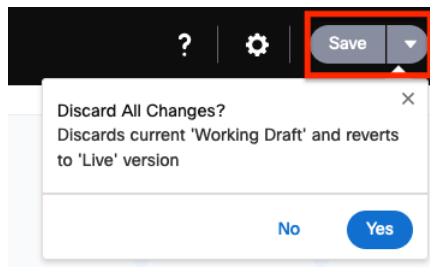 ?
Save
×
Discard All Changes?
Discards current 'Working Draft' and reverts
to 'Live' version
No
Yes